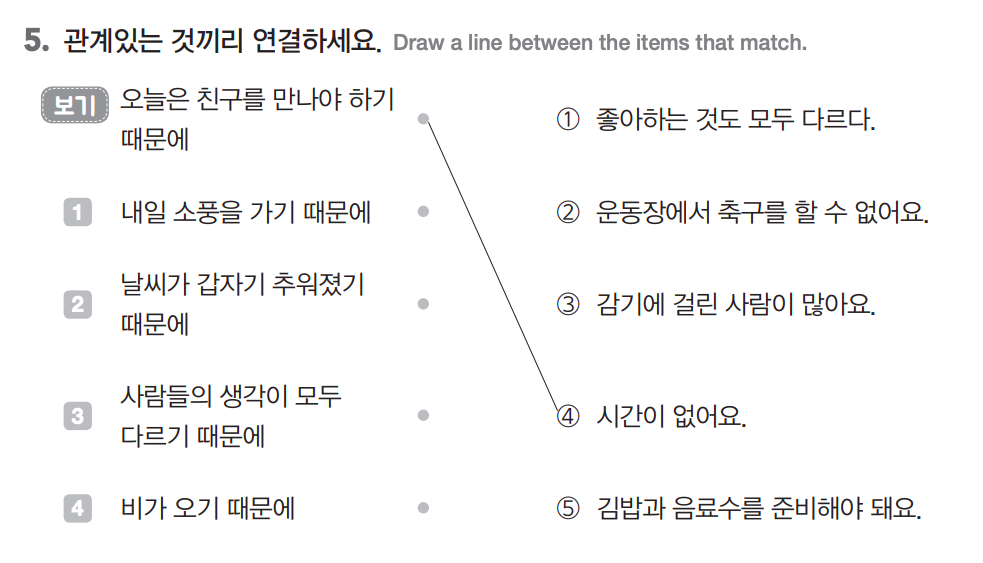 5. 관계있는 것끼리 연결하세요. Draw a line between the items that match.
보기 오늘은 친구를 만나야 하기
때문에
① 좋아하는 것도 모두 다르다.
1 내일 소풍을 가기 때문에
② 운동장에서 축구를 할 수 없어요.
2 날씨가 갑자기 추워졌기
때문에
③ 감기에 걸린 사람이 많아요.
3 사람들의 생각이 모두
다르기 때문에
④ 시간이 없어요.
4 비가 오기 때문에
⑤ 김밥과 음료수를 준비해야 돼요.